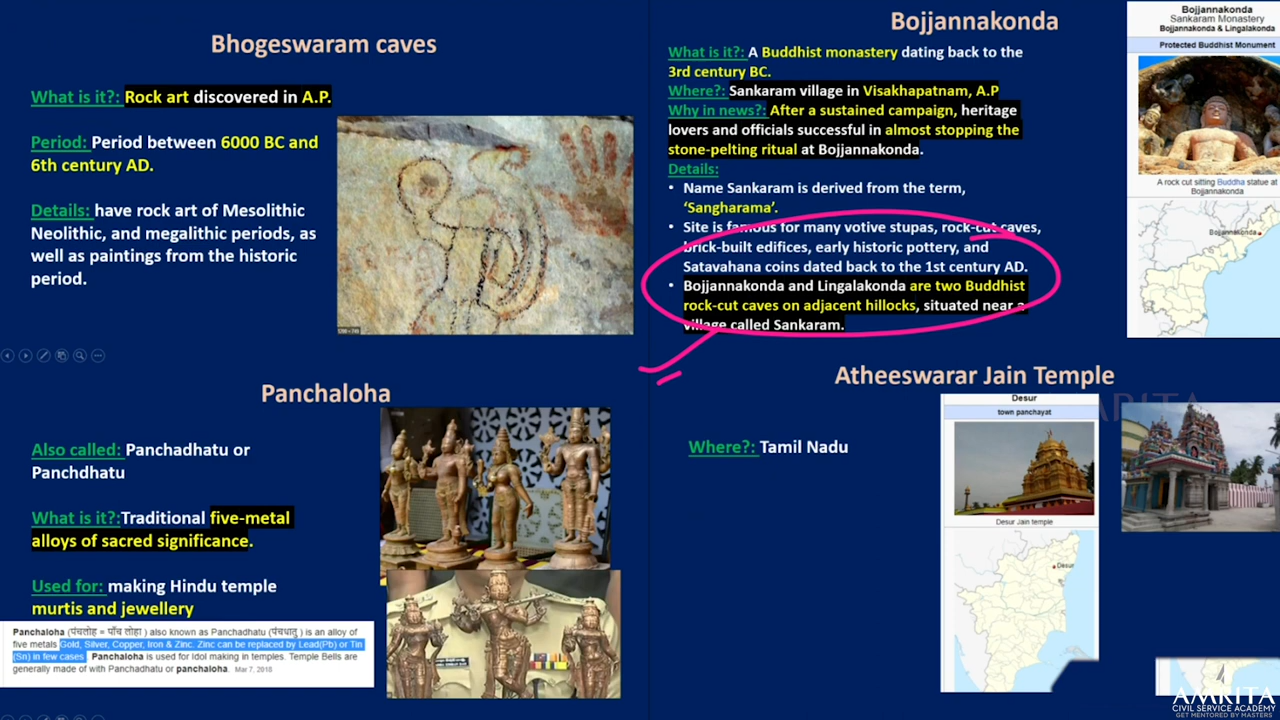 Bhogeswaram caves
What is it?: Rock art discovered in A.P.
Period: Period between 6000 BC and
6th century AD.
Details: have rock art of Mesolithic
Neolithic, and megalithic periods, as
well as paintings from the historic
period.
Bojjannakonda
What is it?: A Buddhist monastery dating back to the
3rd century BC.
Where?: Sankaram village in Visakhapatnam, A.P
Why in news?: After a sustained campaign, heritage
lovers and officials successful in almost stopping the
stone-pelting ritual at Bojjannakonda.
Details:
• Name Sankaram is derived from the term,
‘Sangharama’.
• Site is famous for many votive stupas, rock-cut caves,
brick-built edifices, early historic pottery, and
Satavahana coins dated back to the 1st century AD.
• Bojjannakonda and Lingalakonda are two Buddhist
rock-cut caves on adjacent hillocks, situated near a
village called Sankaram.
Bojjannakonda
Sankaram Monastery
Bojjannakonda & Lingalakonda
Protected Buddhist Monument
A rock cut sitting Buddha statue at
Bojjannakonda
Bojjannakonda
Panchaloha
Also called: Panchadhatu or
Panchdhatu
What is it?:Traditional five-metal
alloys of sacred significance.
Used for: making Hindu temple
murtis and jewellery
Panchaloha (पंचलोह = पाँच लोहा) also known as Panchadhatu (पंचधातु) is an alloy of
five metals Gold, Silver, Copper, Iron & Zinc. Zinc can be replaced by Lead(Pb) or Tin
(Sn) in few cases. Panchaloha is used for Idol making in temples. Temple Bells are
generally made of with Panchadhatu or panchaloha. Mar 7, 2018
Atheeswarar Jain Temple
Where?: Tamil Nadu
Desur
town panchayat
Desur Jain temple
Desur
AMRITA
CIVIL SERVICE ACADEMY
GET MENTORED BY MASTERS